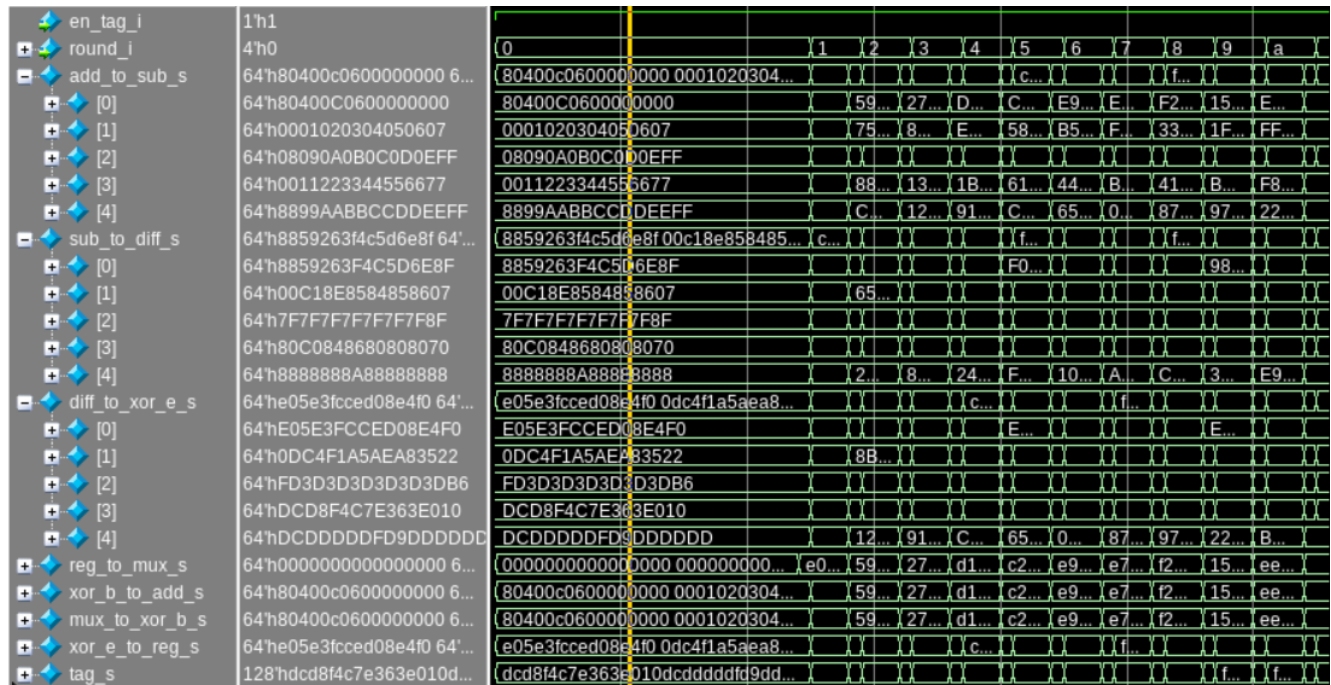 en_tag_i 1'h1
round_i 4'h0 0 1 2 3 4 5 6 7 8 9 a
add_to_sub_s 64'h80400c0600000000 6... 80400c0600000000 0001020304... c... f...
[0] 64'h80400C0600000000 80400C0600000000 59... 27... D... C... E9... E... F2... 15... E...
[1] 64'h0001020304050607 0001020304050607 75... 8... E... 58... B5... F... 33... 1F... FF...
[2] 64'h08090A0B0C0D0EFF 08090A0B0C0D0EFF
[3] 64'h0011223344556677 0011223344556677 88... 13... 1B... 61... 44... B... 41... B... F8...
[4] 64'h8899AABBCCDDEEFF 8899AABBCCDDEEFF C... 12... 91... C... 65... 0... 87... 97... 22...
sub_to_diff_s 64'h8859263f4c5d6e8f 64'... 8859263f4c5d6e8f 00c18e858485... c... f... f...
[0] 64'h8859263F4C5D6E8F 8859263F4C5D6E8F F0... 98...
[1] 64'h00C18E8584858607 00C18E8584858607 65...
[2] 64'h7F7F7F7F7F7F7F8F 7F7F7F7F7F7F7F8F
[3] 64'h80C0848680808070 80C0848680808070
[4] 64'h8888888A88888888 8888888A88888888 2... 8... 24... F... 10... A... C... 3... E9...
diff_to_xor_e_s 64'he05e3fcced08e4f0 64'... e05e3fcced08e4f0 0dc4f1a5aea8... c... f...
[0] 64'hE05E3FCCED08E4F0 E05E3FCCED08E4F0 E... E...
[1] 64'h0DC4F1A5AEA83522 0DC4F1A5AEA83522 8B...
[2] 64'hFD3D3D3D3D3D3DB6 FD3D3D3D3D3D3DB6
[3] 64'hDCD8F4C7E363E010 DCD8F4C7E363E010
[4] 64'hDCDDDDDFD9DDDDDD DCDDDDDFD9DDDDDD 12... 91... C... 65... 0... 87... 97... 22... B...
reg_to_mux_s 64'h0000000000000000 6... 0000000000000000 000000000... e0... 59... 27... d1... c2... e9... e7... f2... 15... ee...
xor_b_to_add_s 64'h80400c0600000000 6... 80400c0600000000 0001020304... 59... 27... d1... c2... e9... e7... f2... 15... ee...
mux_to_xor_b_s 64'h80400c0600000000 6... 80400c0600000000 0001020304... 59... 27... d1... c2... e9... e7... f2... 15... ee...
xor_e_to_reg_s 64'he05e3fcced08e4f0 64'... e05e3fcced08e4f0 0dc4f1a5aea8... c... f...
tag_s 128'hdcd8f4c7e363e010d... dcd8f4c7e363e010dcdddddfd9dd... f... f...